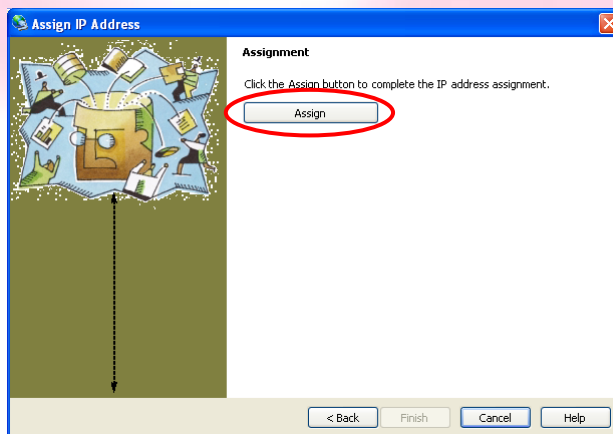 Assign IP Address
Assignment
Click the Assign button to complete the IP address assignment.
Assign
< Back
Finish
Cancel
Help